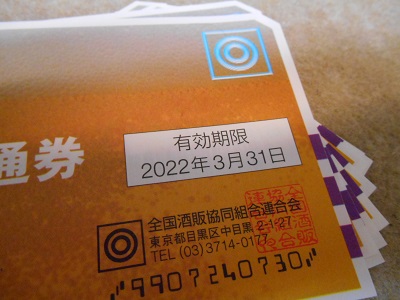 有効期限
2022年3月31日
通券
全国酒販協同組合連合会
東京都目黒区中目黒2-1-27
TEL (03)3714-0177
9907240730